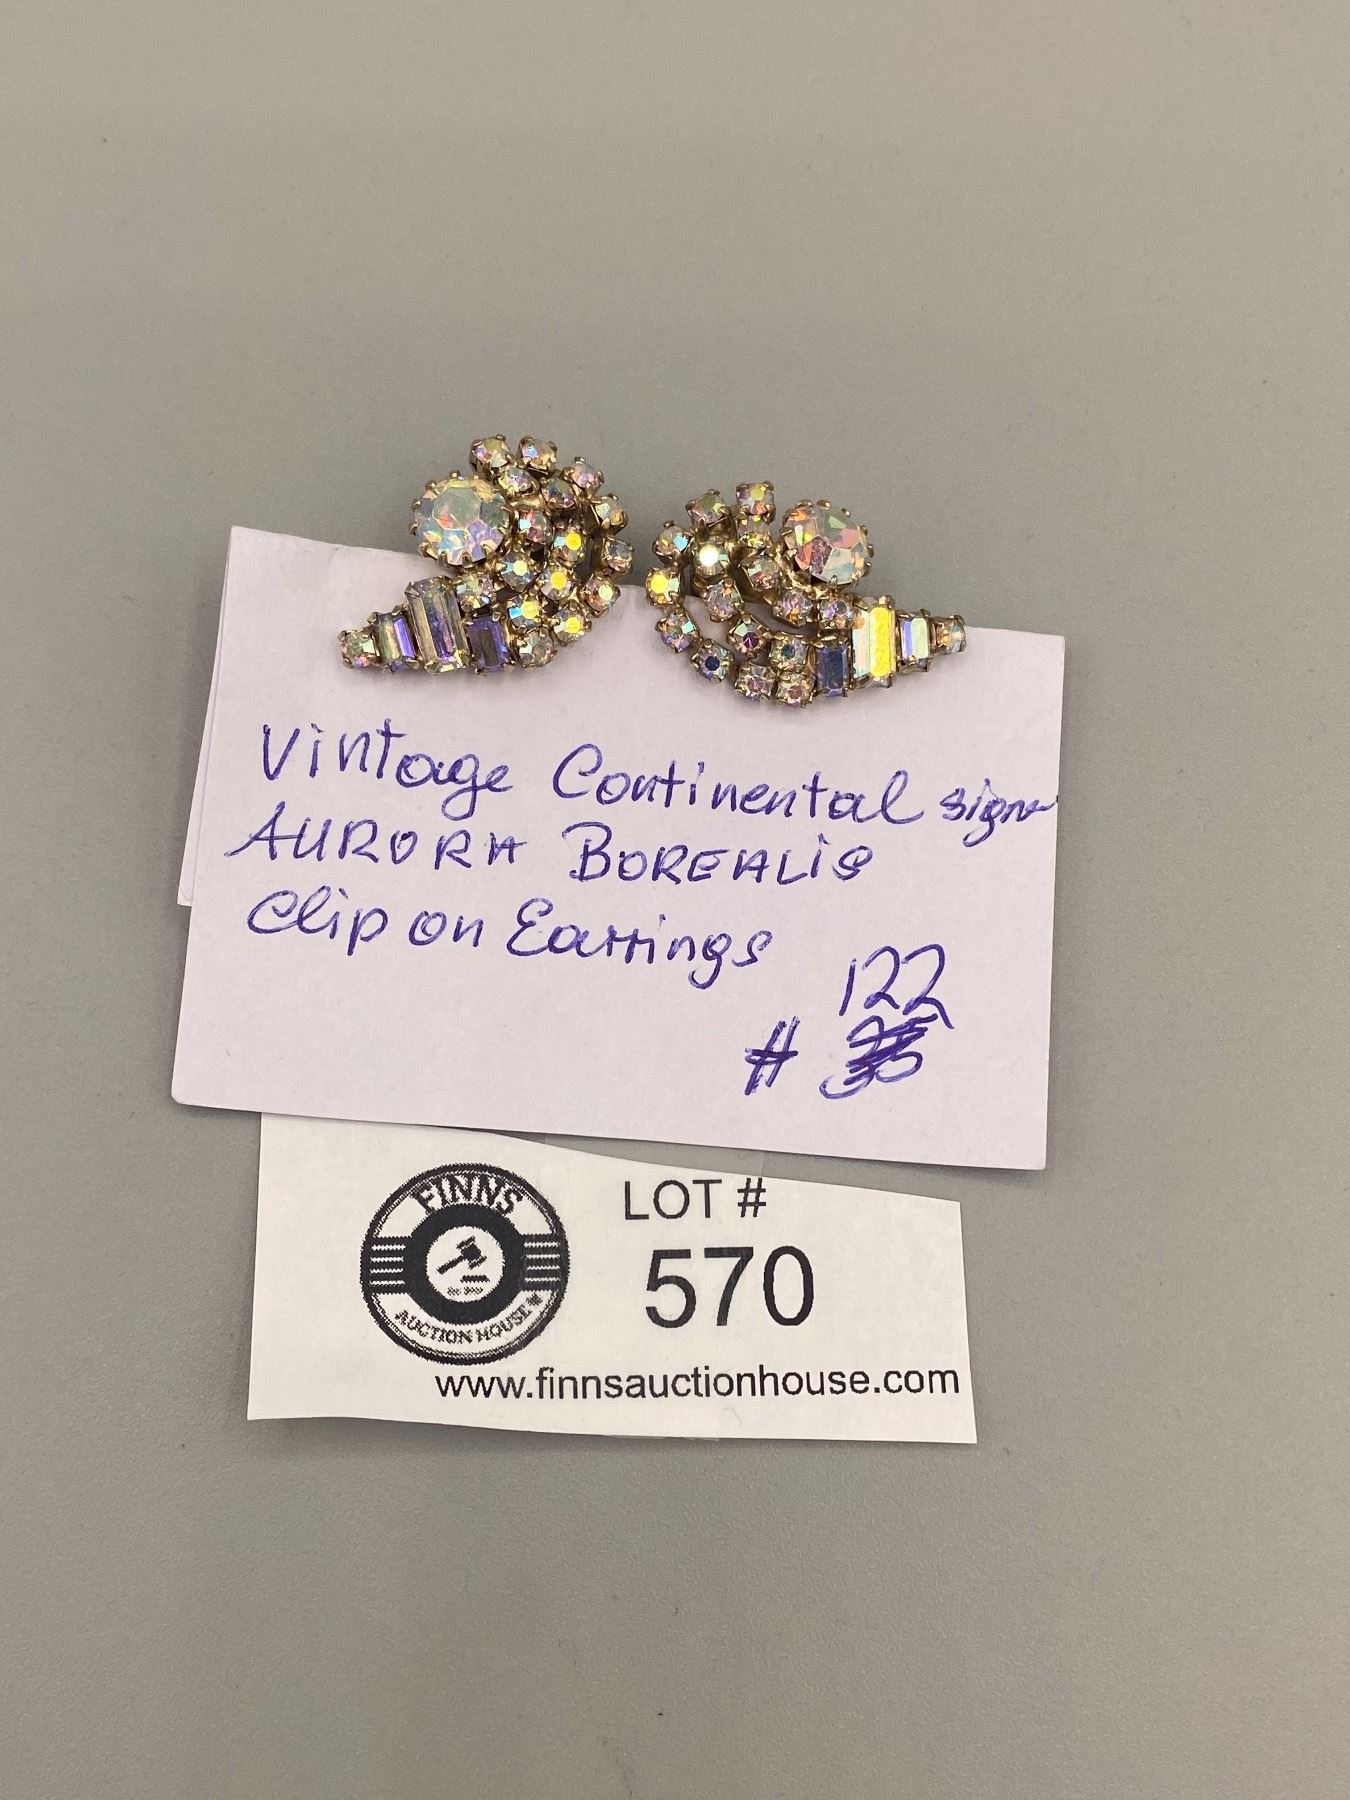 Vintage Continental sign
AURORA BOREALIS
Clip on Earrings
122
#
FINNS
AUCTION HOUSE
LOT #
570
www.finnsauctionhouse.com